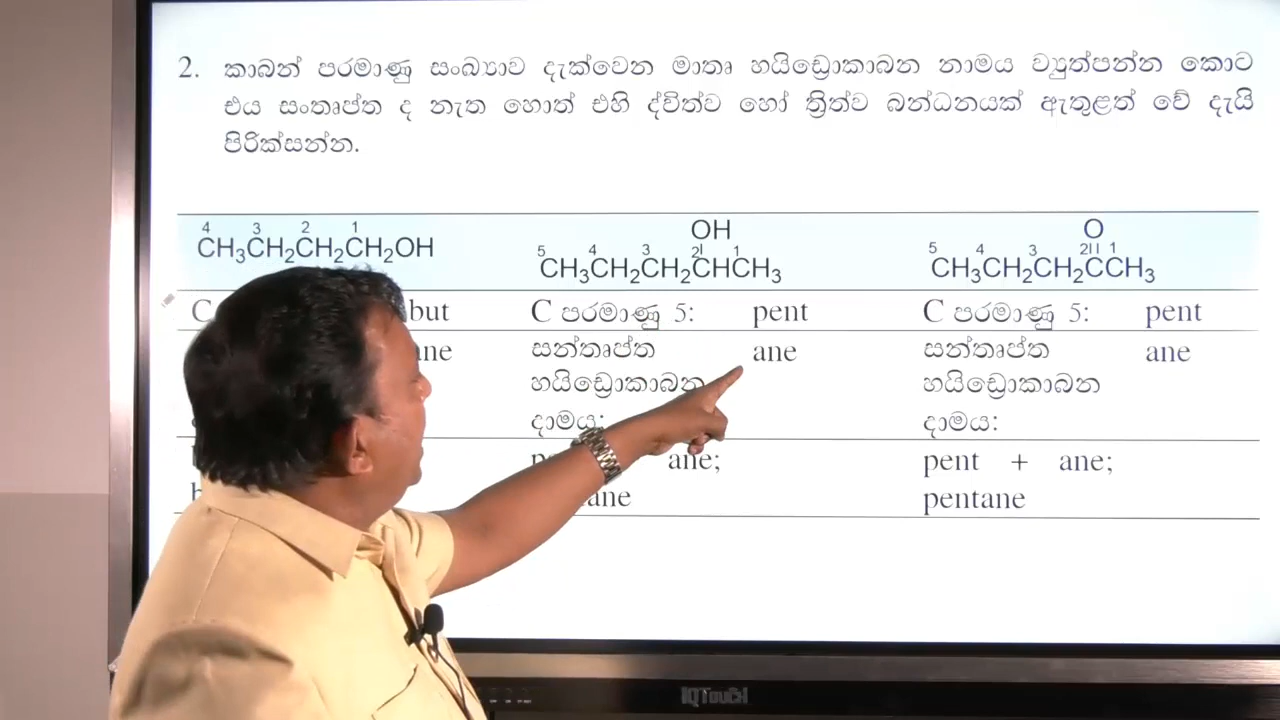 2. කාබන් පරමාණු සංඛ්‍යාව දැක්වෙන මාතෘ හයිඩ්‍රොකාබන නාමය ව්‍යුත්පන්න කොට
එය සංතෘප්ත ද නැත හොත් එහි ද්විත්ව හෝ ත්‍රිත්ව බන්ධනයක් ඇතුළත් වේ දැයි
පිරික්සන්න.
4 3 2 1
CH₃CH₂CH₂CH₂OH
OH
5 4 3 2 1
CH₃CH₂CH₂CHCH₃
O
5 4 3 2 1
CH₃CH₂CH₂CCH₃
C but C පරමාණු 5: pent C පරමාණු 5: pent
සන්තෘප්ත ane සන්තෘප්ත ane
හයිඩ්‍රොකාබන හයිඩ්‍රොකාබන
දාමය: දාමය:
ane; pent + ane;
pentane
IQTouch